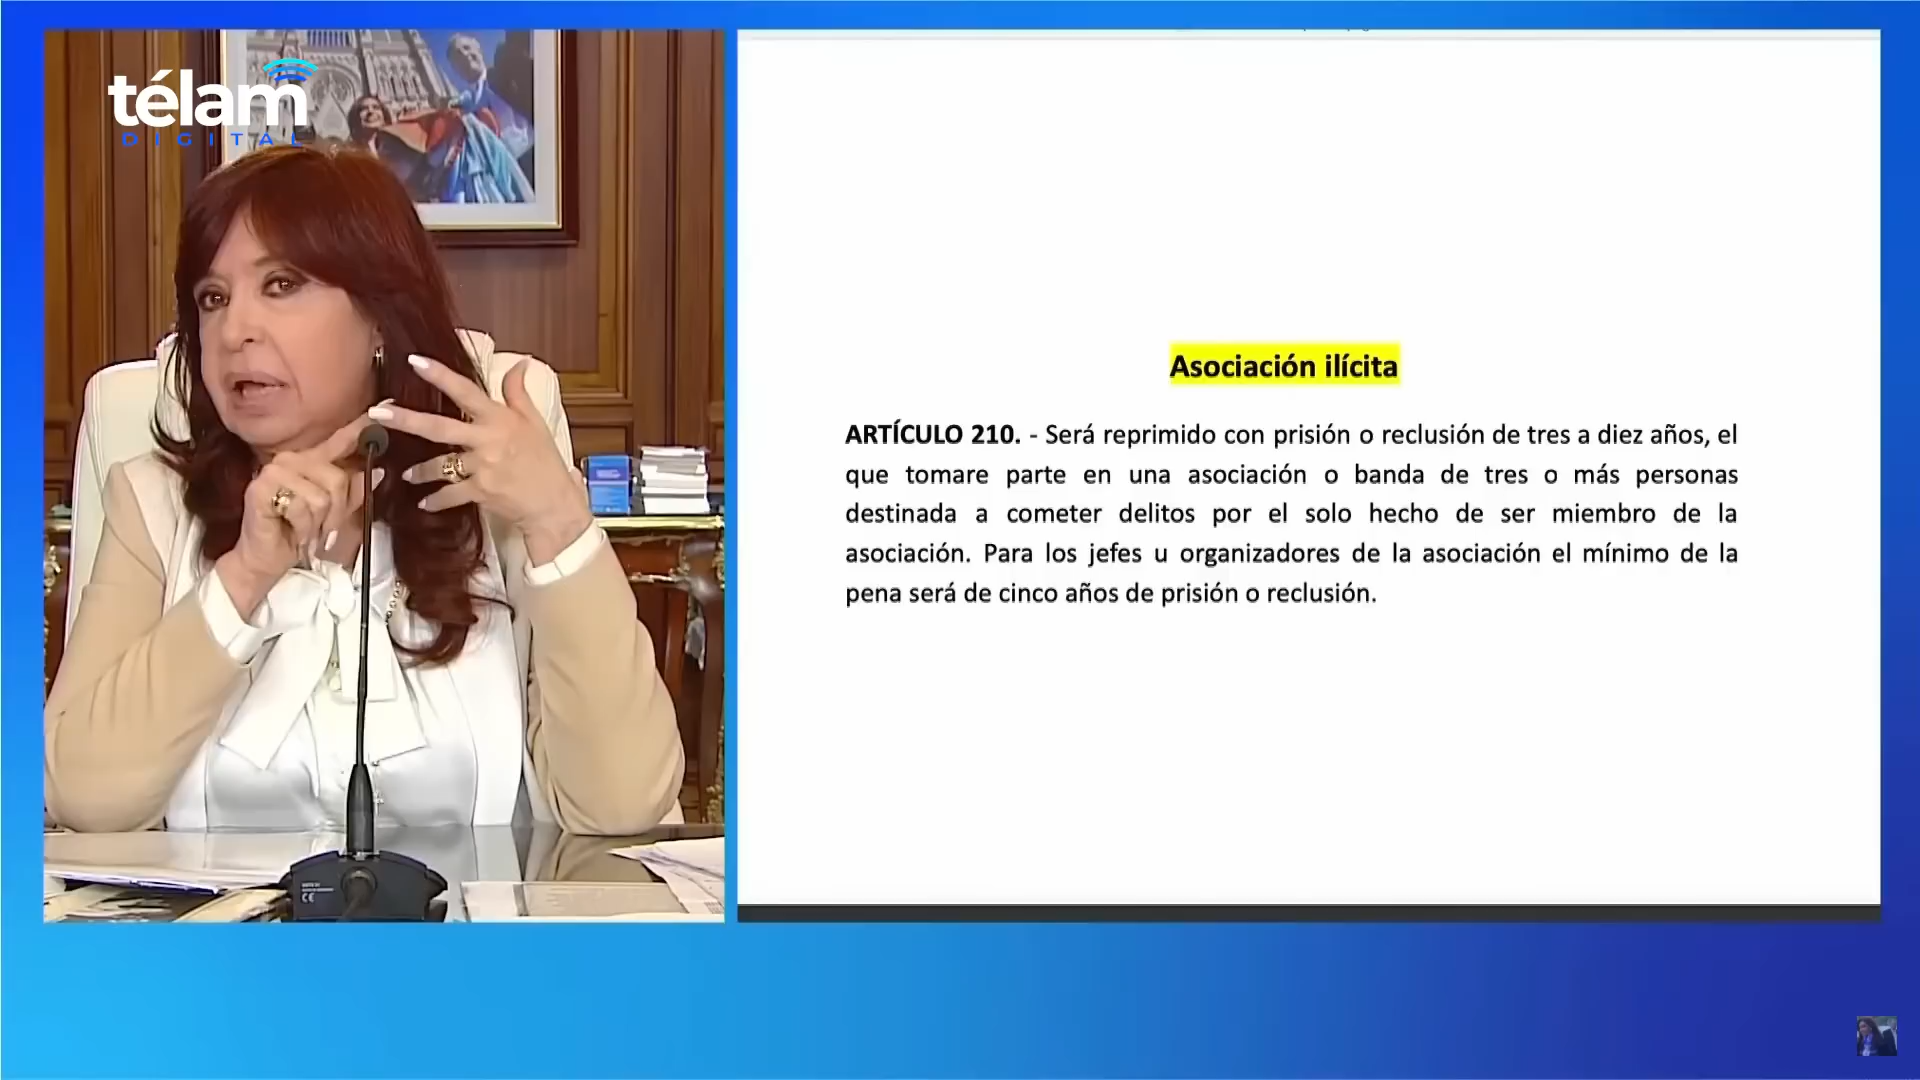 télam
DIGITAL
Asociación ilícita
ARTÍCULO 210. - Será reprimido con prisión o reclusión de tres a diez años, el
que tomare parte en una asociación o banda de tres o más personas
destinada a cometer delitos por el solo hecho de ser miembro de la
asociación. Para los jefes u organizadores de la asociación el mínimo de la
pena será de cinco años de prisión o reclusión.
CE